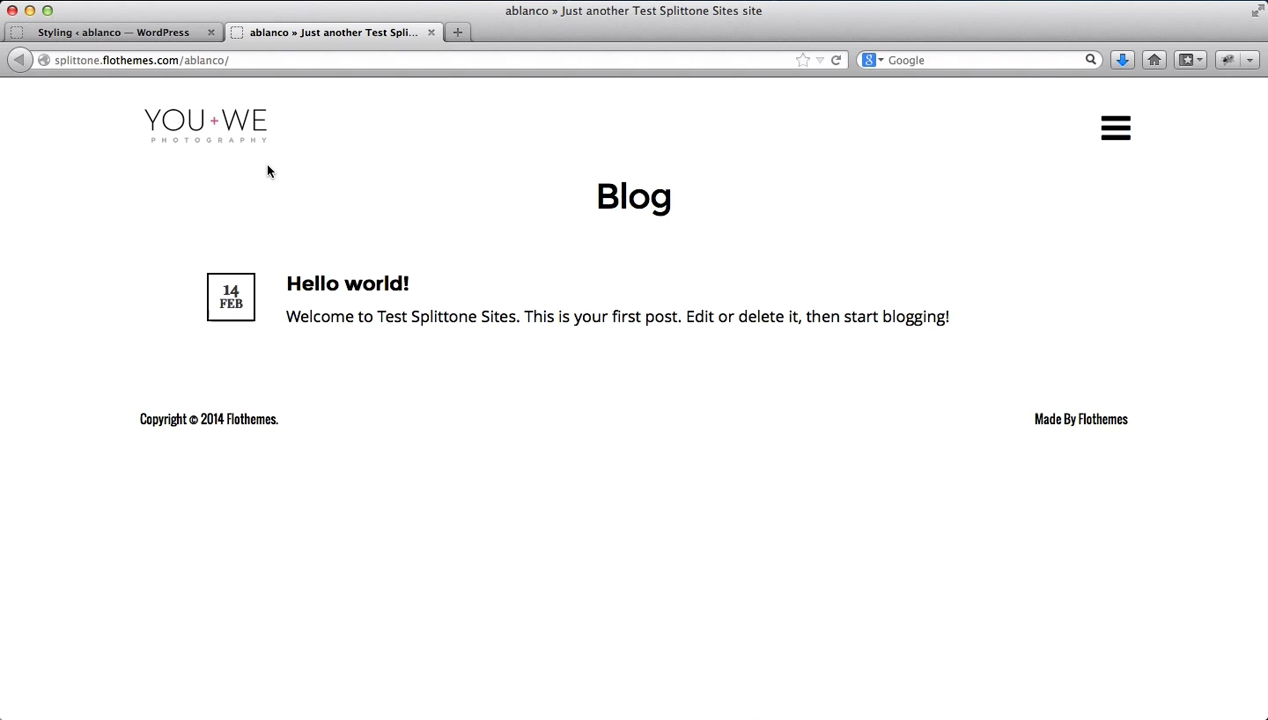 ablanco » Just another Test Splittone Sites site
Styling ‹ ablanco — WordPress
ablanco » Just another Test Spli...
splittone.flothemes.com/ablanco/
Google
YOU+WE
PHOTOGRAPHY
Blog
14
FEB
Hello world!
Welcome to Test Splittone Sites. This is your first post. Edit or delete it, then start blogging!
Copyright © 2014 Flothemes.
Made By Flothemes